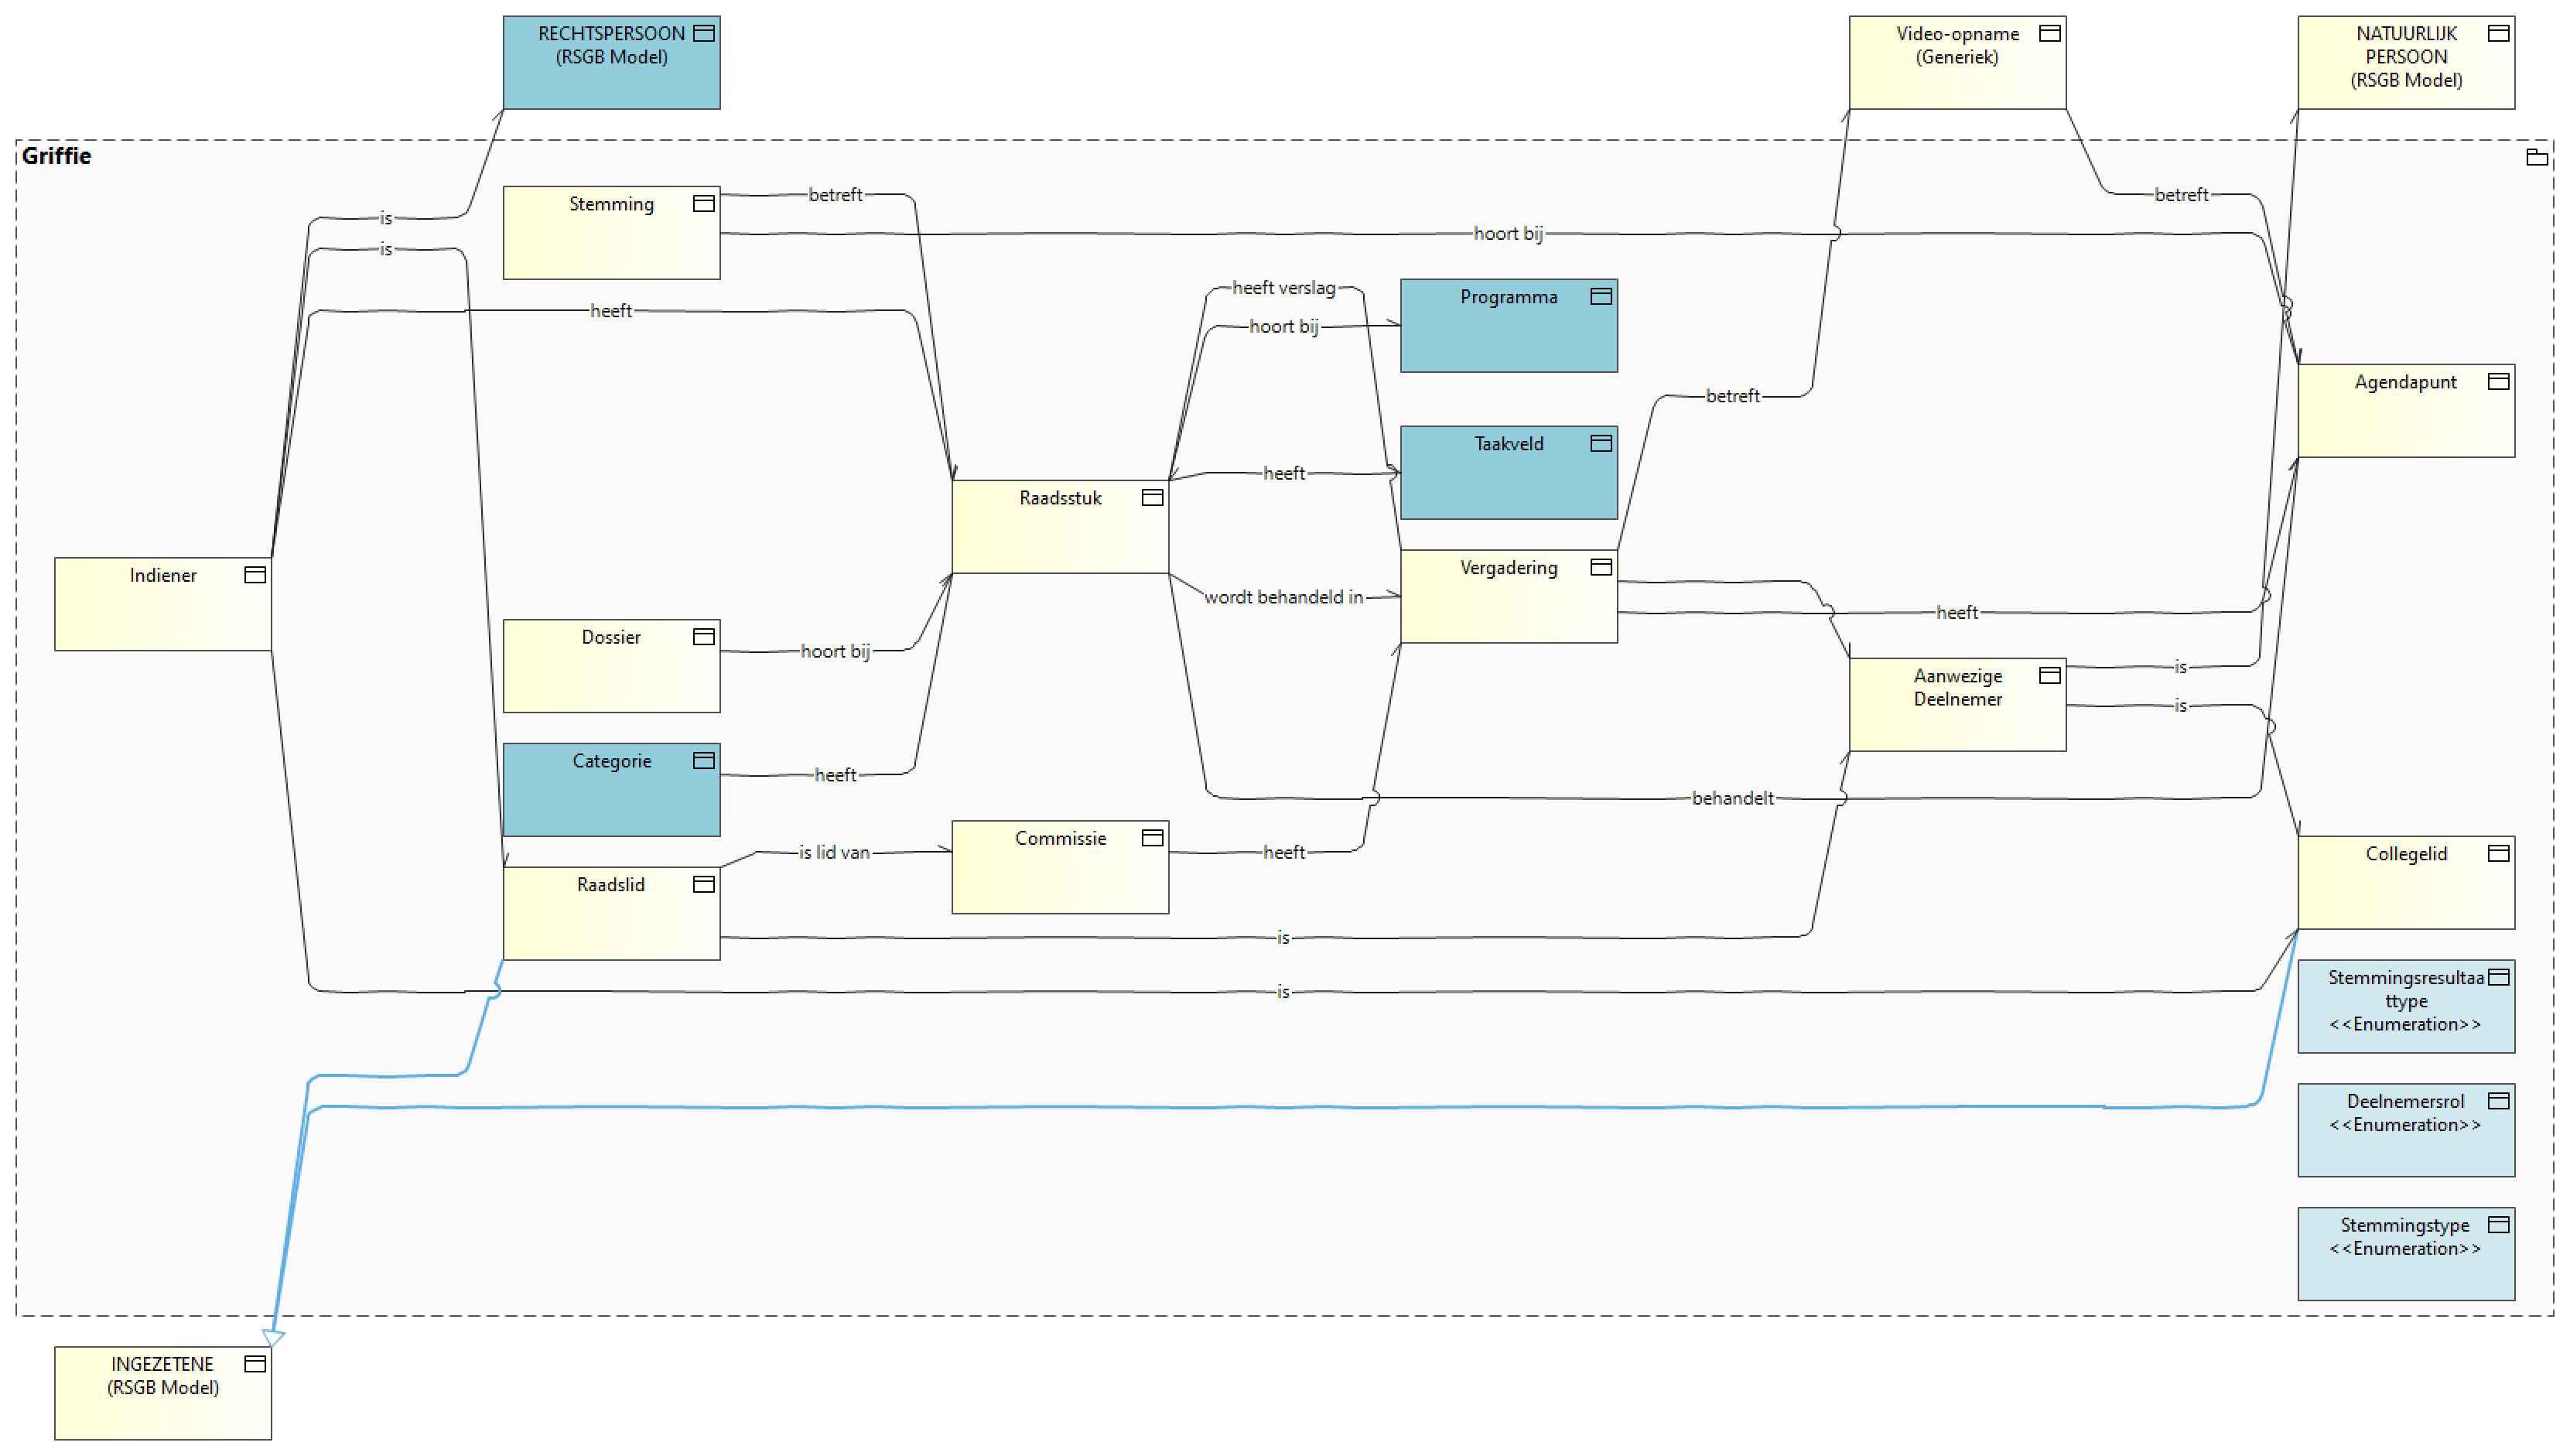 RECHTSPERSOON
(RSGB Model)
Video-opname
(Generiek)
NATUURLIJK
PERSOON
(RSGB Model)
Griffie
Stemming
betreft
betreft
is
hoort bij
is
heeft verslag
Programma
heeft
hoort bij
Agendapunt
betreft
Taakveld
heeft
Raadsstuk
Indiener
Vergadering
wordt behandeld in
heeft
Dossier
hoort bij
is
Aanwezige
Deelnemer
is
Categorie
heeft
behandelt
Commissie
is lid van
heeft
Collegelid
Raadslid
is
is
Stemmingsresultaa
ttype
<<Enumeration>>
Deelnemersrol
<<Enumeration>>
Stemmingstype
<<Enumeration>>
INGEZETENE
(RSGB Model)